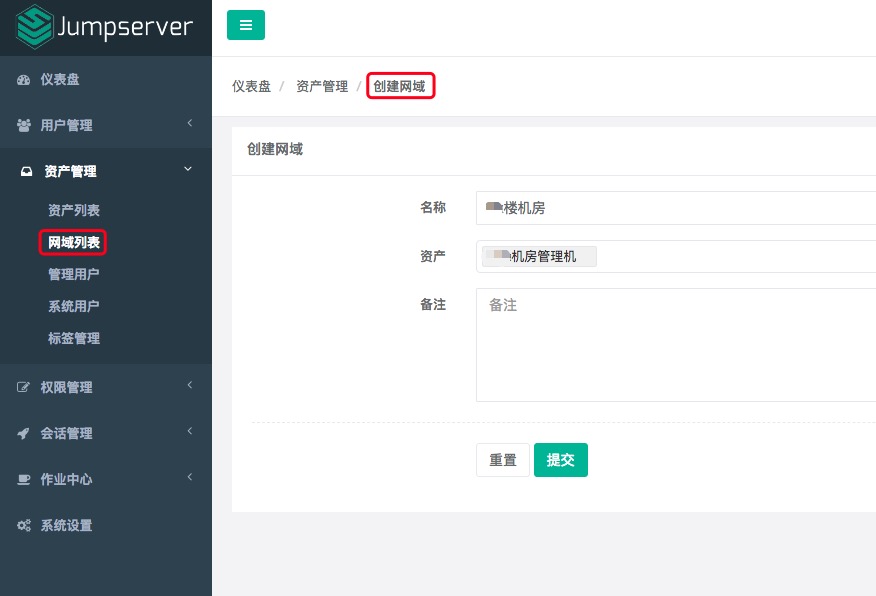 Jumpserver
仪表盘
用户管理
资产管理
资产列表
网域列表
管理用户
系统用户
标签管理
权限管理
会话管理
作业中心
系统设置
仪表盘 / 资产管理 / 创建网域
创建网域
名称 楼机房
资产 机房管理机
备注 备注
重置 提交